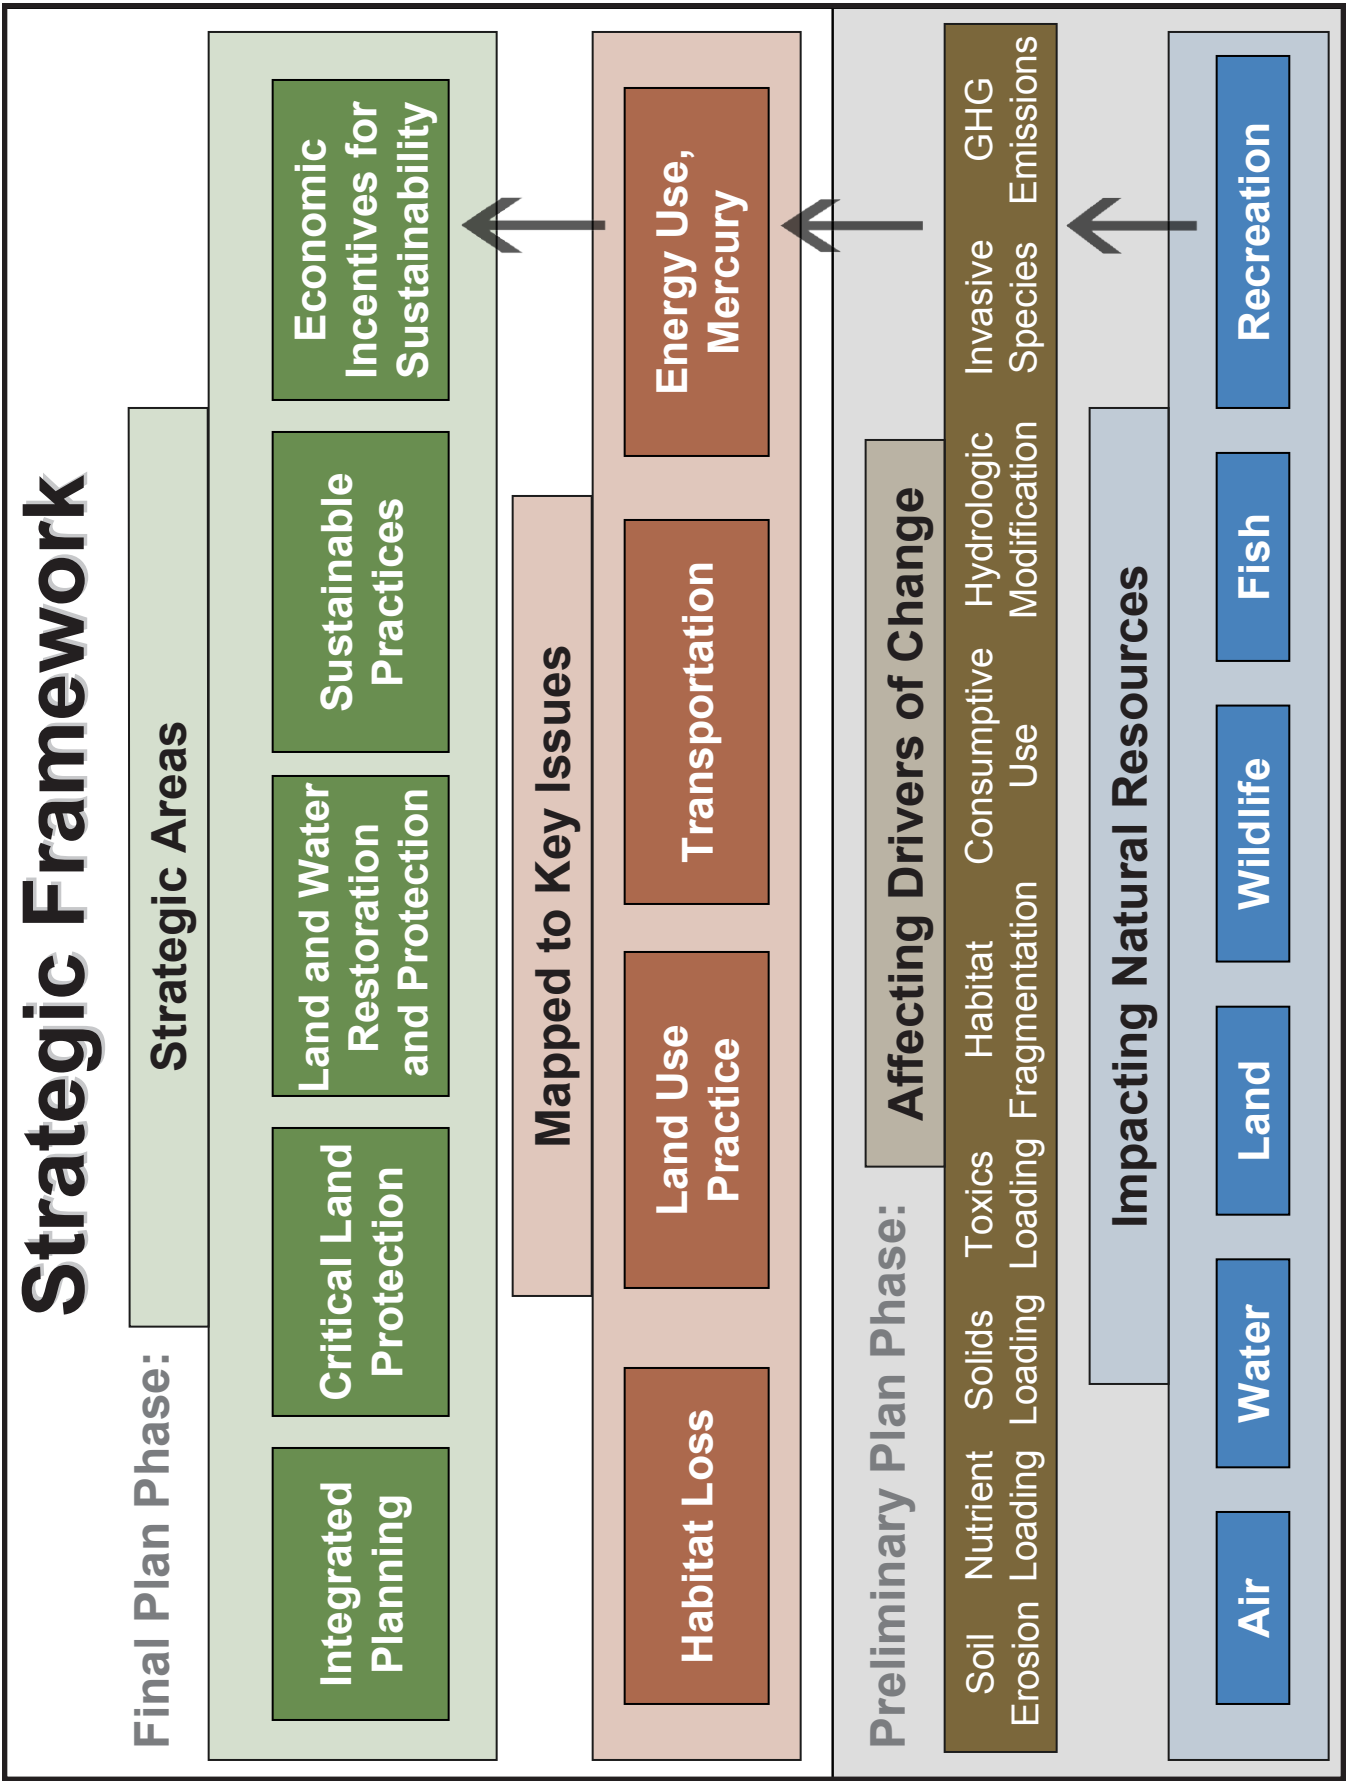 Strategic Framework
Final Plan Phase:
Strategic Areas
Integrated
Planning
Critical Land
Protection
Land and Water
Restoration
and Protection
Sustainable
Practices
Economic
Incentives for
Sustainability
Mapped to Key Issues
Habitat Loss
Land Use
Practice
Transportation
Energy Use,
Mercury
Preliminary Plan Phase:
Affecting Drivers of Change
Soil
Erosion
Nutrient
Loading
Solids
Loading
Toxics
Loading
Habitat
Fragmentation
Consumptive
Use
Hydrologic
Modification
Invasive
Species
GHG
Emissions
Impacting Natural Resources
Air
Water
Land
Wildlife
Fish
Recreation